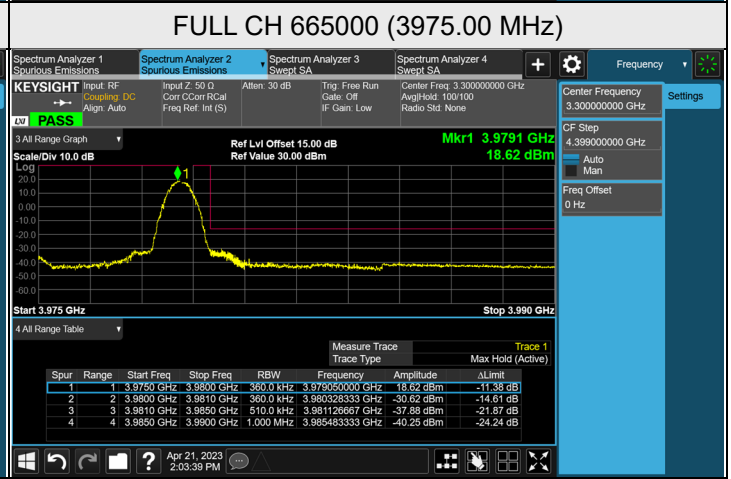 FULL CH 665000 (3975.00 MHz)
Spectrum Analyzer 1
Spurious Emissions
Spectrum Analyzer 2
Spurious Emissions
Spectrum Analyzer 3
Swept SA
Spectrum Analyzer 4
Swept SA
+
Frequency
KEYSIGHT
Input: RF
Coupling: DC
Align: Auto
Input Z: 50 Ω
Corr CCorr RCal
Freq Ref: Int (S)
Atten: 30 dB
Trig: Free Run
Gate: Off
IF Gain: Low
Center Freq: 3.300000000 GHz
Avg|Hold: 100/100
Radio Std: None
LXI PASS
Center Frequency
3.300000000 GHz
Settings
CF Step
4.399000000 GHz
Auto
Man
Freq Offset
0 Hz
3 All Range Graph
Scale/Div 10.0 dB
Ref Lvl Offset 15.00 dB
Ref Value 30.00 dBm
Mkr1 3.9791 GHz
18.62 dBm
Log
20.0
10.0
0.00
-10.0
-20.0
-30.0
-40.0
-50.0
-60.0
1
Start 3.975 GHz
Stop 3.990 GHz
4 All Range Table
Measure Trace Trace 1
Trace Type Max Hold (Active)
Spur Range Start Freq Stop Freq RBW Frequency Amplitude ΔLimit
1 1 3.9750 GHz 3.9800 GHz 360.0 kHz 3.979050000 GHz 18.62 dBm -11.38 dB
2 2 3.9800 GHz 3.9810 GHz 360.0 kHz 3.980328333 GHz -30.62 dBm -14.61 dB
3 3 3.9810 GHz 3.9850 GHz 510.0 kHz 3.981126667 GHz -37.88 dBm -21.87 dB
4 4 3.9850 GHz 3.9900 GHz 1.000 MHz 3.985483333 GHz -40.25 dBm -24.24 dB
?
Apr 21, 2023
2:03:39 PM